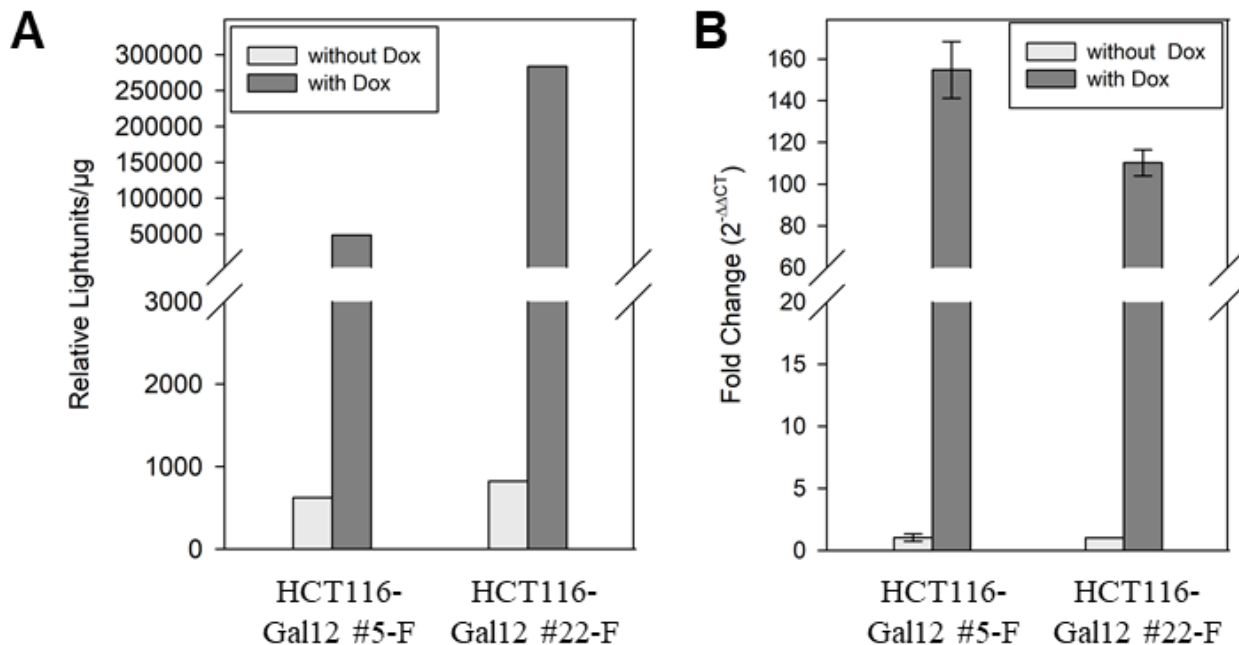 A
Relative Lightunits/µg
300000
250000
200000
150000
100000
50000
3000
2000
1000
0
without Dox
with Dox
HCT116-
Gal12 #5-F
HCT116-
Gal12 #22-F
B
Fold Change (2^-ΔΔCT)
160
140
120
100
80
60
20
15
10
5
0
without Dox
with Dox
HCT116-
Gal12 #5-F
HCT116-
Gal12 #22-F